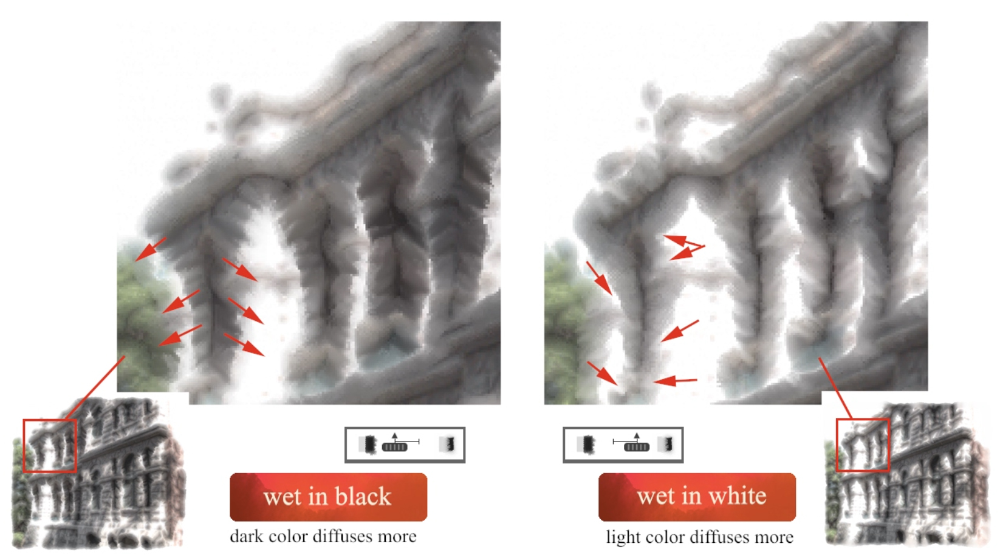 wet in black
dark color diffuses more
wet in white
light color diffuses more